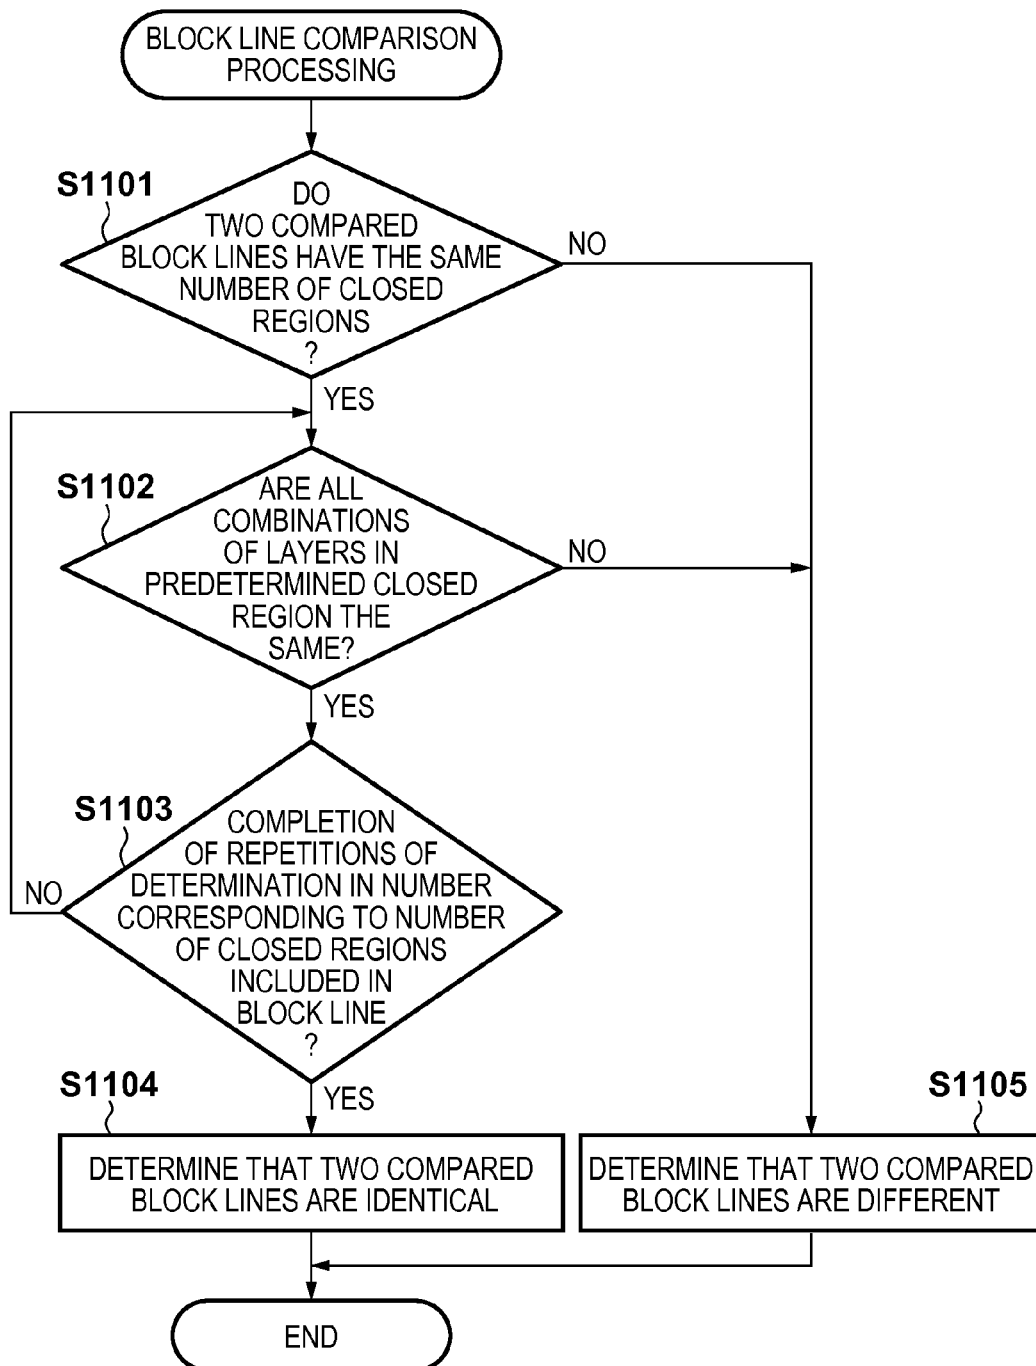 BLOCK LINE COMPARISON
PROCESSING
S1101
DO
TWO COMPARED
BLOCK LINES HAVE THE SAME
NUMBER OF CLOSED
REGIONS
?
NO
YES
S1102
ARE ALL
COMBINATIONS
OF LAYERS IN
PREDETERMINED CLOSED
REGION THE
SAME?
NO
YES
S1103
COMPLETION
OF REPETITIONS OF
DETERMINATION IN NUMBER
CORRESPONDING TO NUMBER
OF CLOSED REGIONS
INCLUDED IN
BLOCK LINE
?
NO
YES
S1104
DETERMINE THAT TWO COMPARED
BLOCK LINES ARE IDENTICAL
S1105
DETERMINE THAT TWO COMPARED
BLOCK LINES ARE DIFFERENT
END